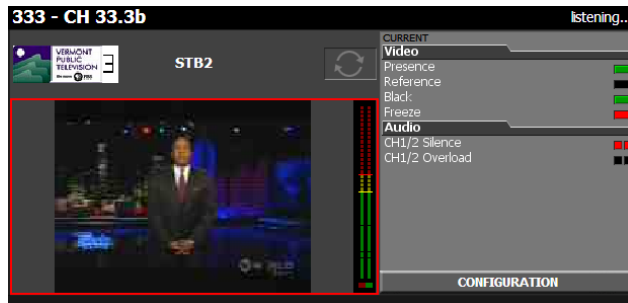 333 - CH 33.3b
listening..
VERMONT
PUBLIC
TELEVISION
PBS
3
STB2
CURRENT
Video
Presence
Reference
Black
Freeze
Audio
CH1/2 Silence
CH1/2 Overload
CONFIGURATION